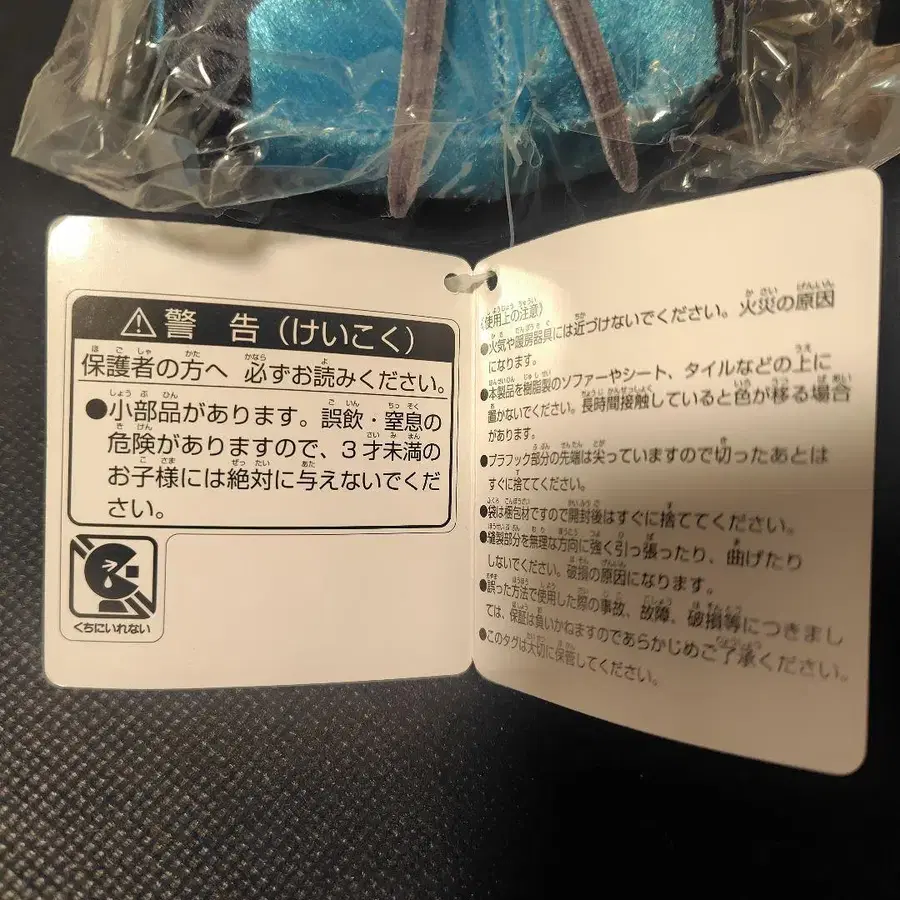 ⚠警 告(けいこく)
保護者の方へ 必ずお読みください。
●小部品があります。誤飲・窒息の
危険がありますので、3才未満の
お子様には絶対に与えないでくだ
さい。
くちにいれない
〈使用上の注意〉
●火気や暖房器具には近づけないでください。火災の原因
になります。
●本製品を樹脂製のソファーやシート、タイルなどの上に
置かないでください。長時間接触していると色が移る場合
があります。
●プラフック部分の先端は尖っていますので切ったあとは
すぐに捨ててください。
●袋は梱包材ですので開封後はすぐに捨ててください。
●縫製部分を無理な方向に強く引っ張ったり、曲げたり
しないでください。破損の原因になります。
●誤った方法で使用した際の事故、故障、破損等につきまし
ては、保証は負いかねますのであらかじめご了承ください。
●このタグは大切に保管してください。